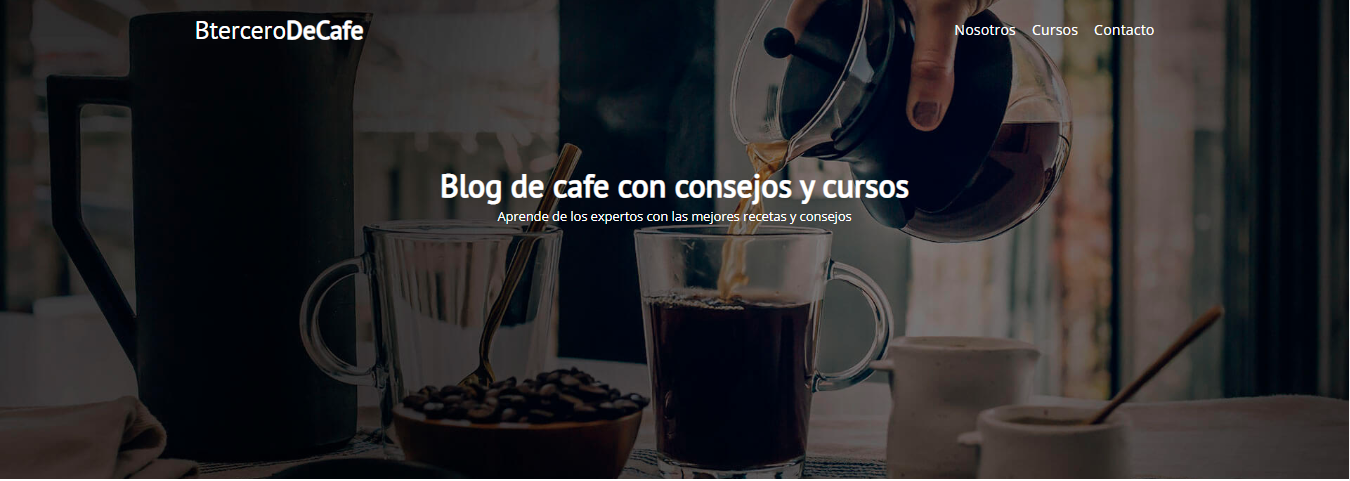 BterceroDeCafe
Nosotros Cursos Contacto
Blog de cafe con consejos y cursos
Aprende de los expertos con las mejores recetas y consejos